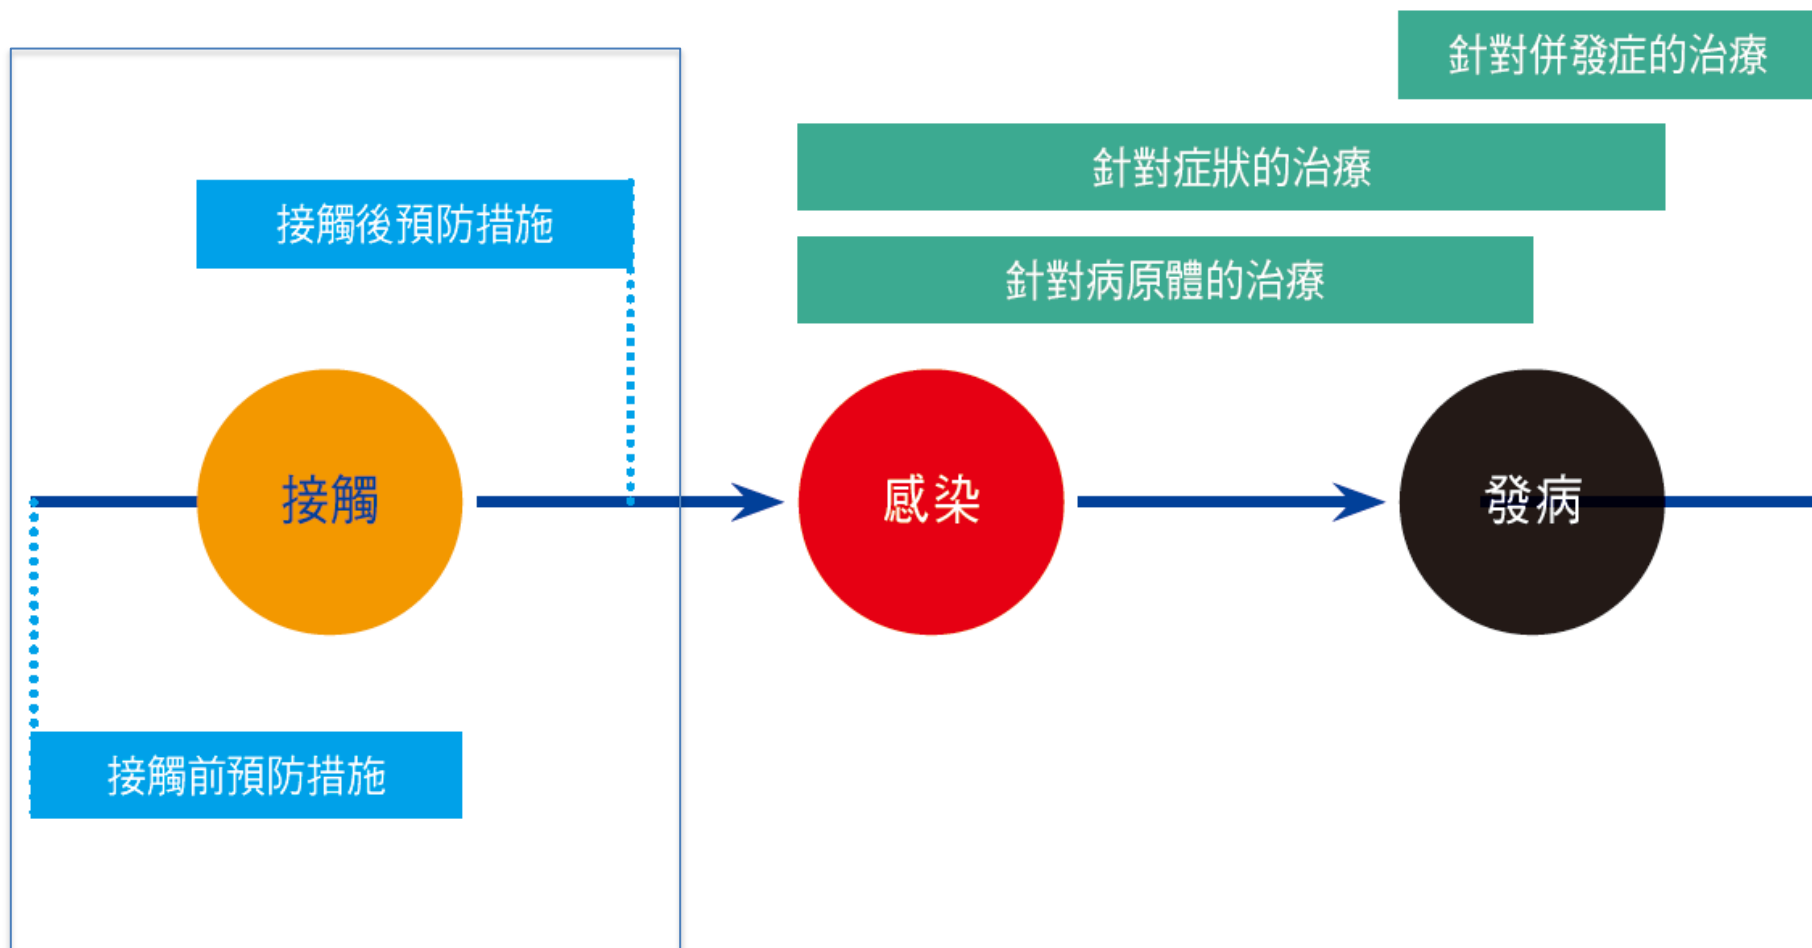 針對併發症的治療
針對症狀的治療
接觸後預防措施
針對病原體的治療
接觸
感染
發病
接觸前預防措施